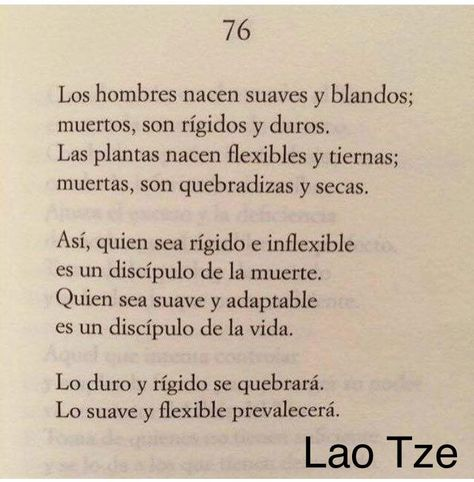 76
Los hombres nacen suaves y blandos;
muertos, son rígidos y duros.
Las plantas nacen flexibles y tiernas;
muertas, son quebradizas y secas.
Así, quien sea rígido e inflexible
es un discípulo de la muerte.
Quien sea suave y adaptable
es un discípulo de la vida.
Lo duro y rígido se quebrará.
Lo suave y flexible prevalecerá.
Lao Tze